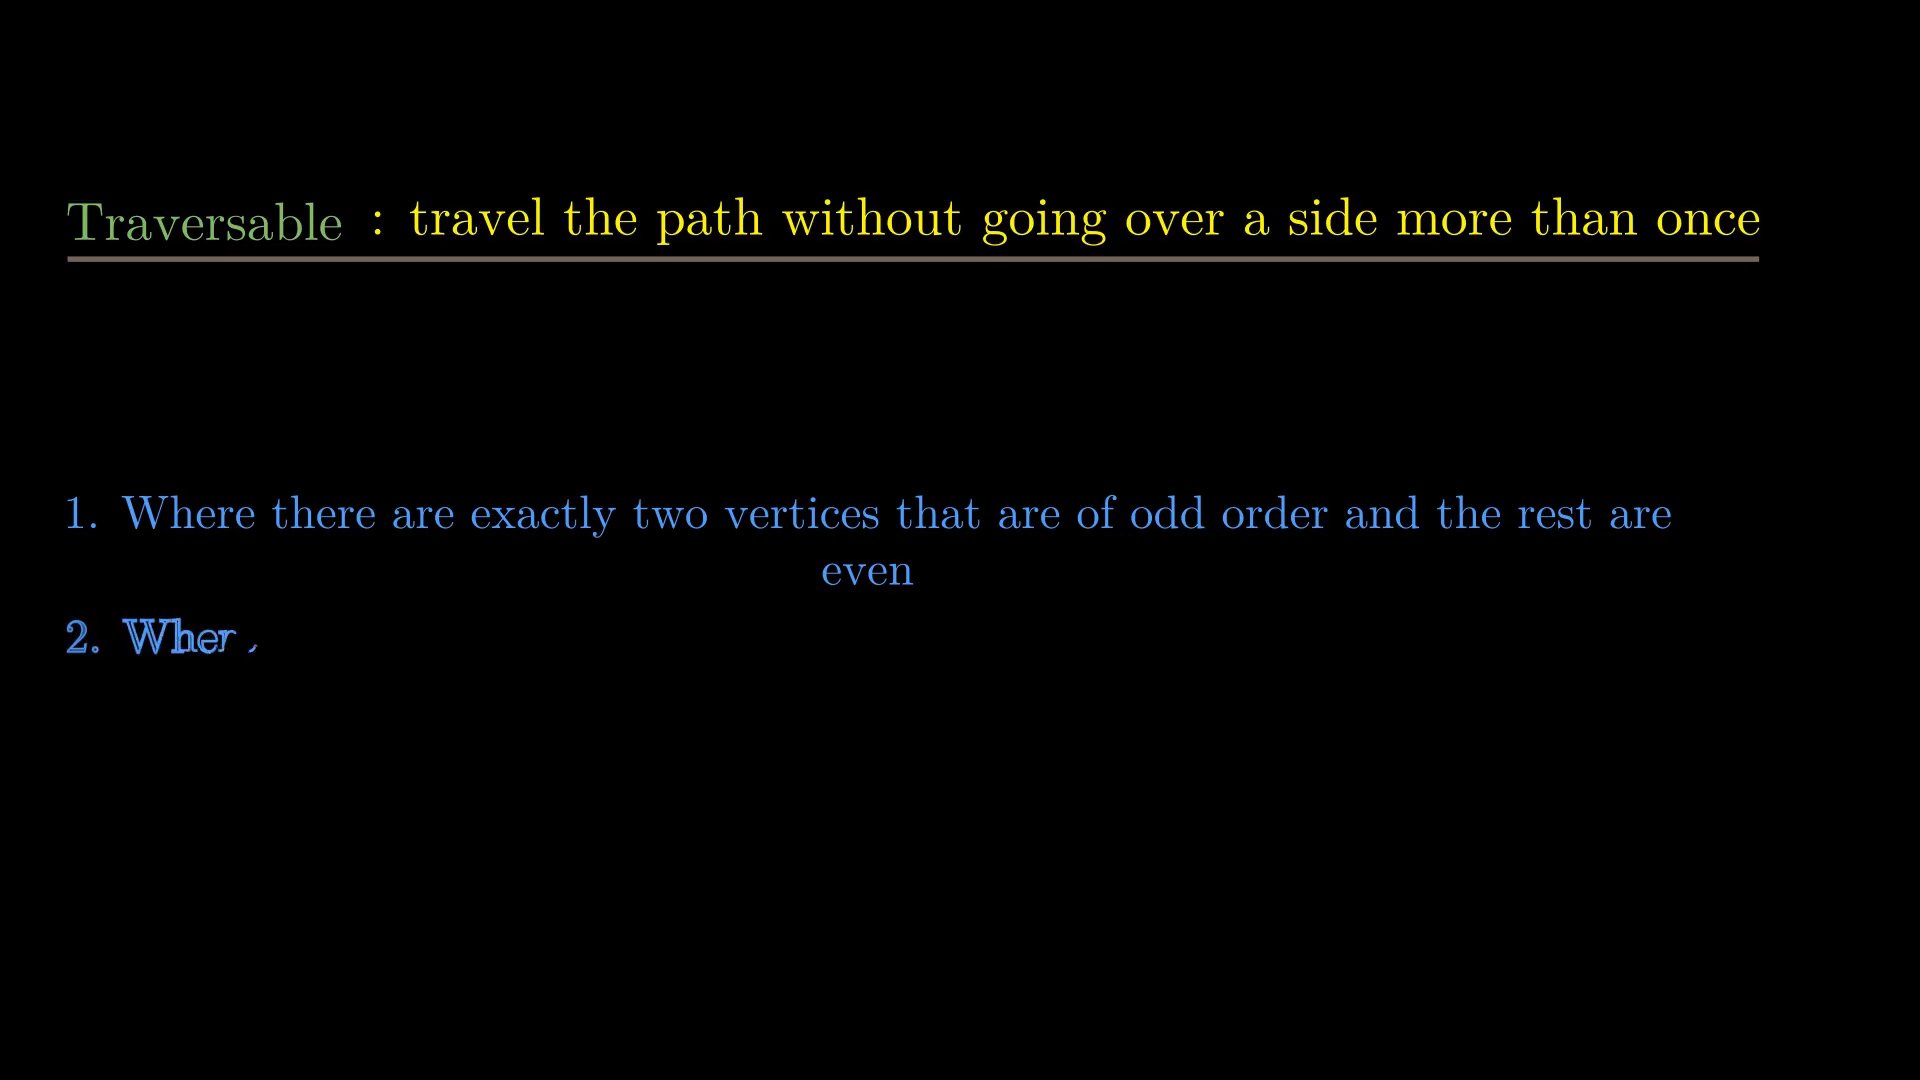 Traversable : travel the path without going over a side more than once
1. Where there are exactly two vertices that are of odd order and the rest are
even
2. Wher